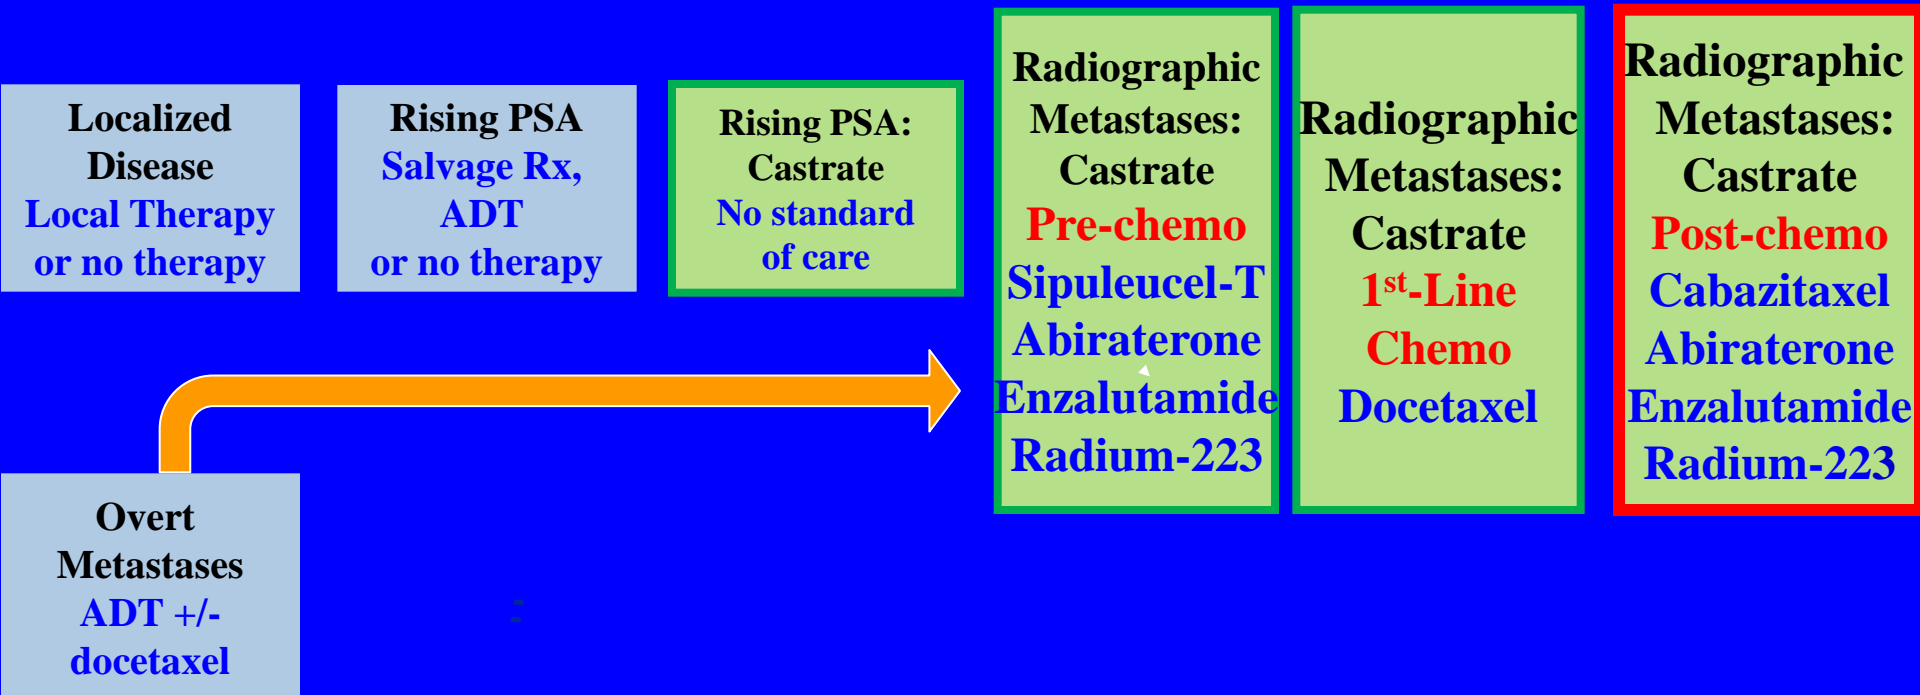 Localized
Disease
Local Therapy
or no therapy
Rising PSA
Salvage Rx,
ADT
or no therapy
Rising PSA:
Castrate
No standard
of care
Radiographic
Metastases:
Castrate
Pre-chemo
Sipuleucel-T
Abiraterone
Enzalutamide
Radium-223
Radiographic
Metastases:
Castrate
1st-Line
Chemo
Docetaxel
Radiographic
Metastases:
Castrate
Post-chemo
Cabazitaxel
Abiraterone
Enzalutamide
Radium-223
Overt
Metastases
ADT +/-
docetaxel